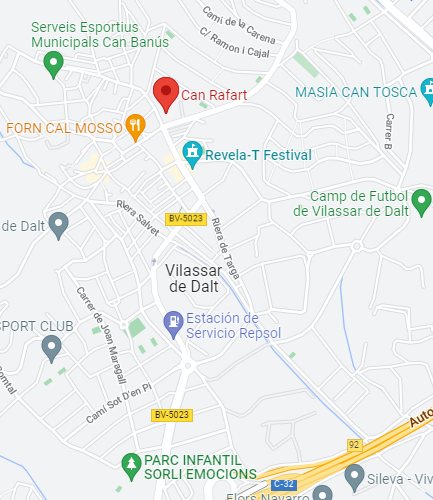 Camí de la Carena
Serveis Esportius
Municipals Can Banús
C/ Ramon i Cajal
Can Rafart
MASIA CAN TOSCA
FORN CAL MOSSO
Carrer B
Revela-T Festival
Camp de Futbol
de Vilassar de Dalt
Riera Salvet
BV-5023
de Dalt
Riera de Targa
Vilassar
de Dalt
Carrer de Joan Maragall
SPORT CLUB
Estación de
Servicio Repsol
Camí Sot D'en Pi
BV-5023
Auto
92
PARC INFANTIL
SORLI EMOCIONS
C-32
Sileva - Viv
Flors Navarro